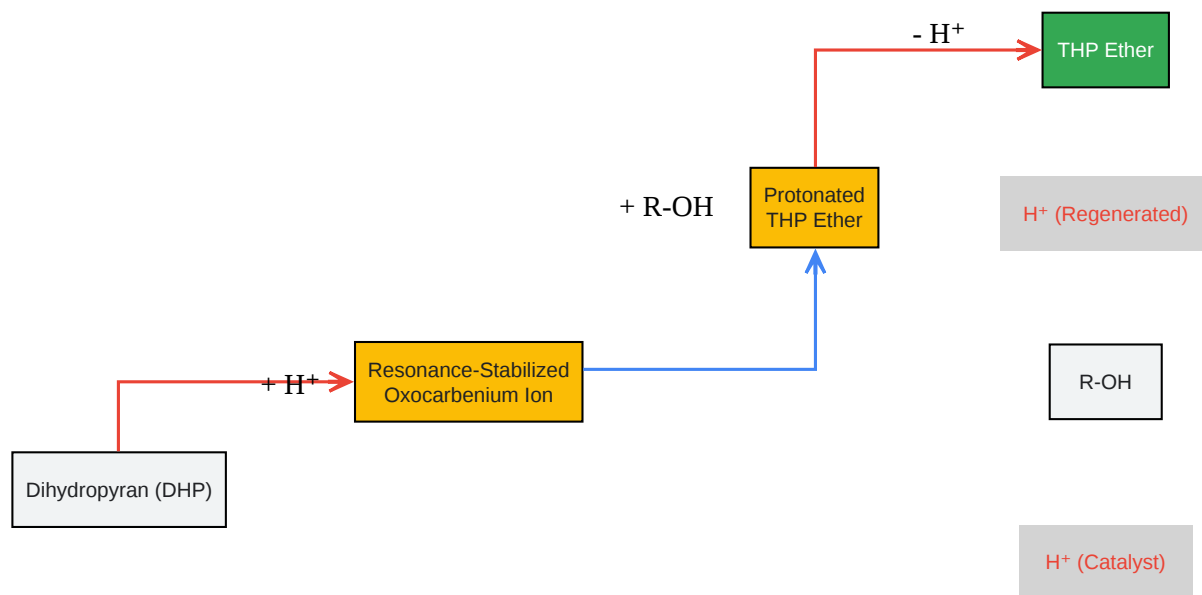 - H⁺
THP Ether
Protonated
THP Ether
+ R-OH
H⁺ (Regenerated)
Resonance-Stabilized
Oxocarbenium Ion
+ H⁺
R-OH
Dihydropyran (DHP)
H⁺ (Catalyst)